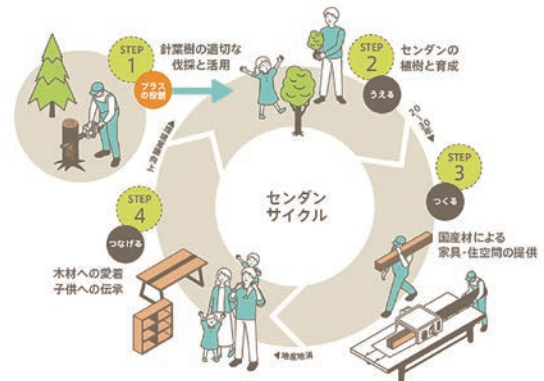 STEP
1
針葉樹の適切な
伐採と活用
プラス
の役割
STEP
2
センダンの
植樹と育成
うえる
20~30年
STEP
3
つくる
国産材による
家具・住空間の提供
地産地消
STEP
4
つなげる
木材への愛着
子供への伝承
センダン
サイクル